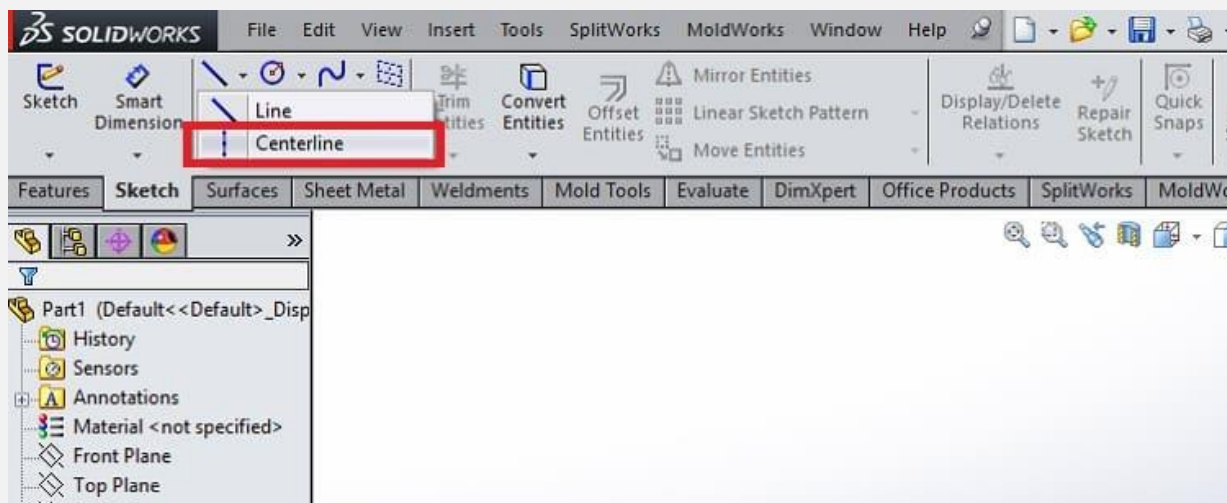 SOLIDWORKS File Edit View Insert Tools SplitWorks MoldWorks Window Help
Sketch Smart Dimension Trim Entities Convert Entities Offset Entities Mirror Entities Display/Delete Relations Repair Sketch Quick Snaps
Linear Sketch Pattern
Move Entities
Line
Centerline
Features Sketch Surfaces Sheet Metal Weldments Mold Tools Evaluate DimXpert Office Products SplitWorks MoldWo
Part1 (Default<<Default>_Disp
History
Sensors
A Annotations
Material <not specified>
Front Plane
Top Plane